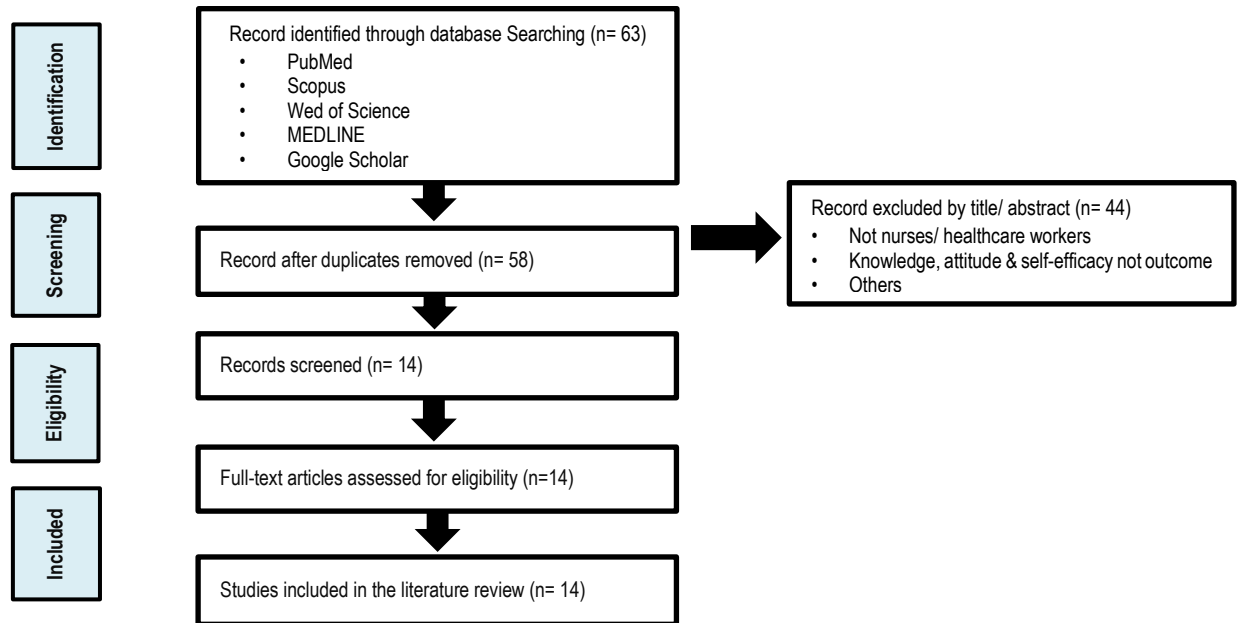 Identification
Record identified through database Searching (n= 63)
• PubMed
• Scopus
• Wed of Science
• MEDLINE
• Google Scholar
Screening
Record after duplicates removed (n= 58)
Record excluded by title/ abstract (n= 44)
• Not nurses/ healthcare workers
• Knowledge, attitude & self-efficacy not outcome
• Others
Eligibility
Records screened (n= 14)
Full-text articles assessed for eligibility (n=14)
Included
Studies included in the literature review (n= 14)